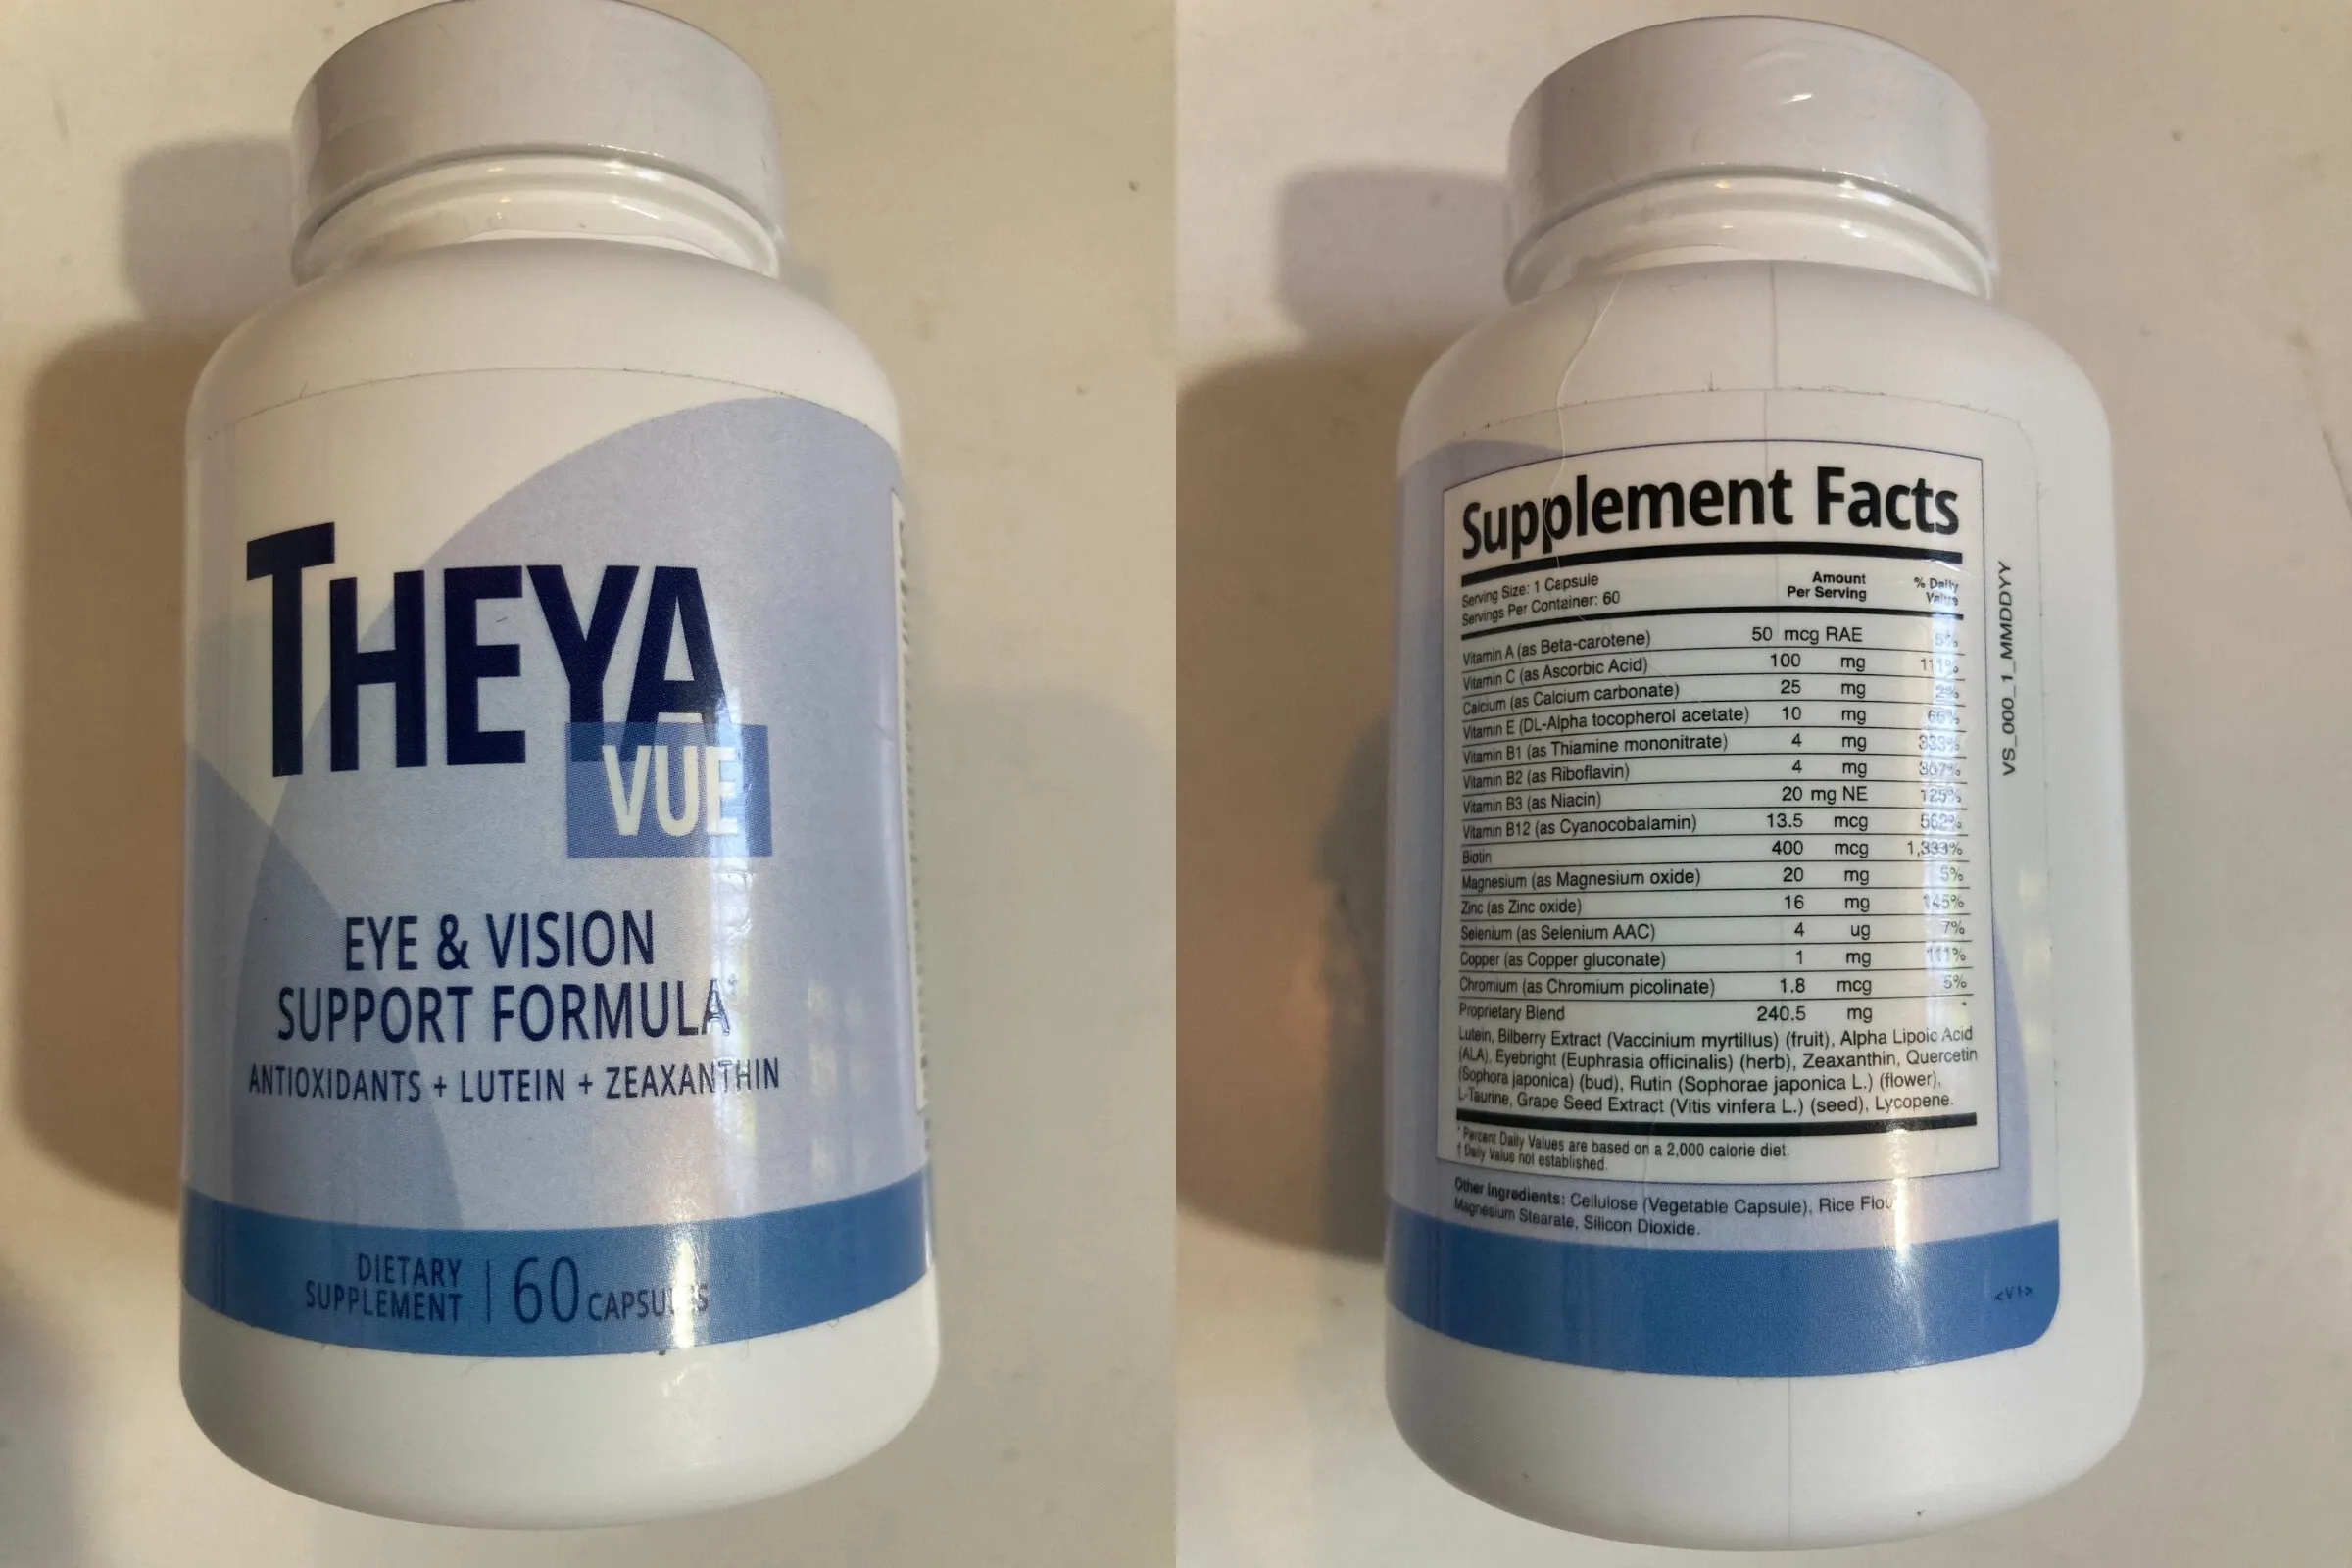 THEYA
VUE
EYE & VISION
SUPPORT FORMULA†
ANTIOXIDANTS + LUTEIN + ZEAXANTHIN
DIETARY
SUPPLEMENT | 60 CAPSULES
Supplement Facts
Serving Size: 1 Capsule
Servings Per Container: 60
Amount Per Serving % Daily Value
Vitamin A (as Beta-carotene) 50 mcg RAE 5%
Vitamin C (as Ascorbic Acid) 100 mg 111%
Calcium (as Calcium carbonate) 25 mg 2%
Vitamin E (DL-Alpha tocopherol acetate) 10 mg 66%
Vitamin B1 (as Thiamine mononitrate) 4 mg 333%
Vitamin B2 (as Riboflavin) 4 mg 307%
Vitamin B3 (as Niacin) 20 mg NE 125%
Vitamin B12 (as Cyanocobalamin) 13.5 mcg 562%
Biotin 400 mcg 1,333%
Magnesium (as Magnesium oxide) 20 mg 5%
Zinc (as Zinc oxide) 16 mg 145%
Selenium (as Selenium AAC) 4 ug 7%
Copper (as Copper gluconate) 1 mg 111%
Chromium (as Chromium picolinate) 1.8 mcg 5%
Proprietary Blend 240.5 mg *
Lutein, Bilberry Extract (Vaccinium myrtillus) (fruit), Alpha Lipoic Acid
(ALA), Eyebright (Euphrasia officinalis) (herb), Zeaxanthin, Quercetin
(Sophora japonica) (bud), Rutin (Sophorae japonica L.) (flower),
L-Taurine, Grape Seed Extract (Vitis vinfera L.) (seed), Lycopene.
* Percent Daily Values are based on a 2,000 calorie diet.
† Daily Value not established.
Other Ingredients: Cellulose (Vegetable Capsule), Rice Flou
Magnesium Stearate, Silicon Dioxide.
VS_000_1_MMDDYY
<V1>